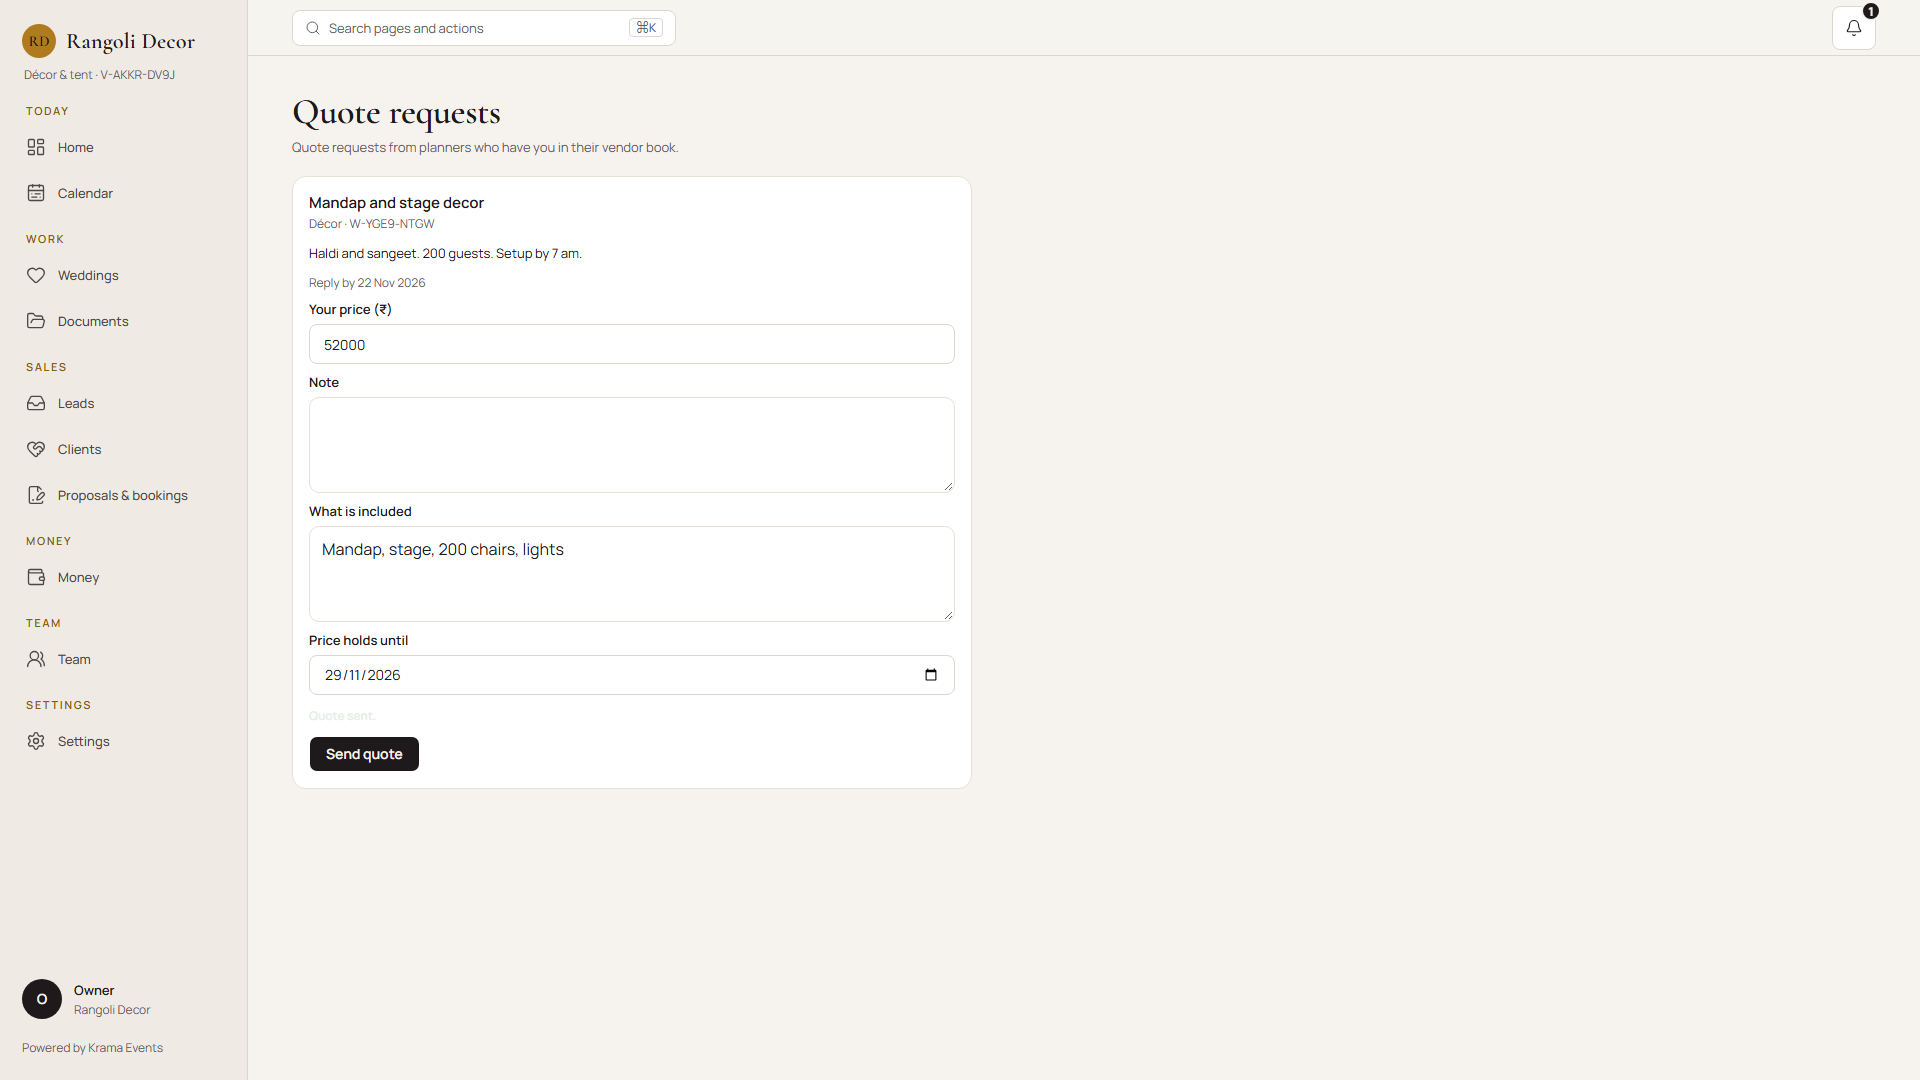 RD Rangoli Decor
Décor & tent · V-AKKR-DV9J
TODAY
Home
Calendar
WORK
Weddings
Documents
SALES
Leads
Clients
Proposals & bookings
MONEY
Money
TEAM
Team
SETTINGS
Settings
O
Owner
Rangoli Decor
Powered by Krama Events
Search pages and actions ⌘K
1
Quote requests
Quote requests from planners who have you in their vendor book.
Mandap and stage decor
Décor · W-YGE9-NTGW
Haldi and sangeet. 200 guests. Setup by 7 am.
Reply by 22 Nov 2026
Your price (₹)
52000
Note
What is included
Mandap, stage, 200 chairs, lights
Price holds until
29/11/2026
Quote sent.
Send quote